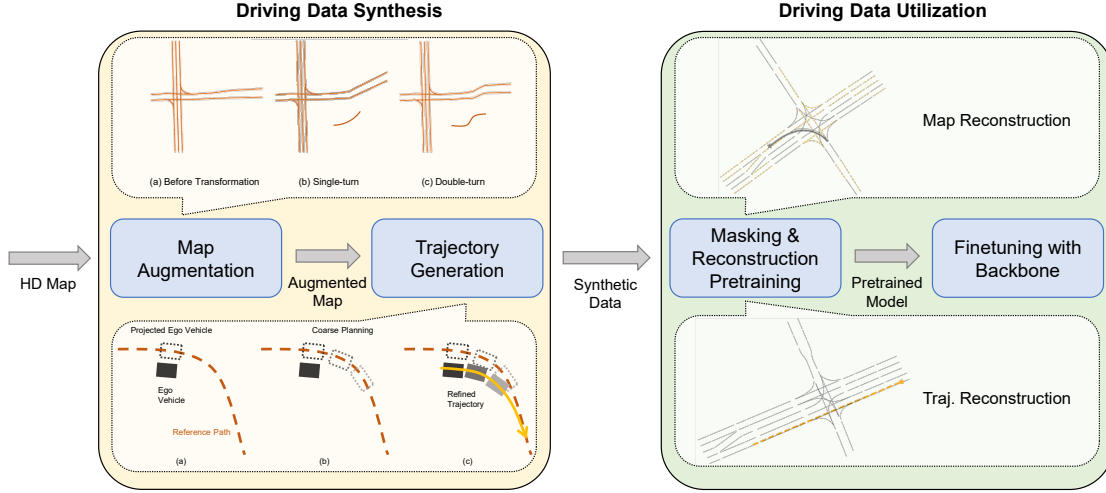 Driving Data Synthesis
Driving Data Utilization
(a) Before Transformation
(b) Single-turn
(c) Double-turn
Map Reconstruction
HD Map
Map
Augmentation
Augmented
Map
Trajectory
Generation
Synthetic
Data
Masking &
Reconstruction
Pretraining
Pretrained
Model
Finetuning with
Backbone
Projected Ego Vehicle
Ego
Vehicle
Reference Path
(a)
Coarse Planning
(b)
Refined
Trajectory
(c)
Traj. Reconstruction